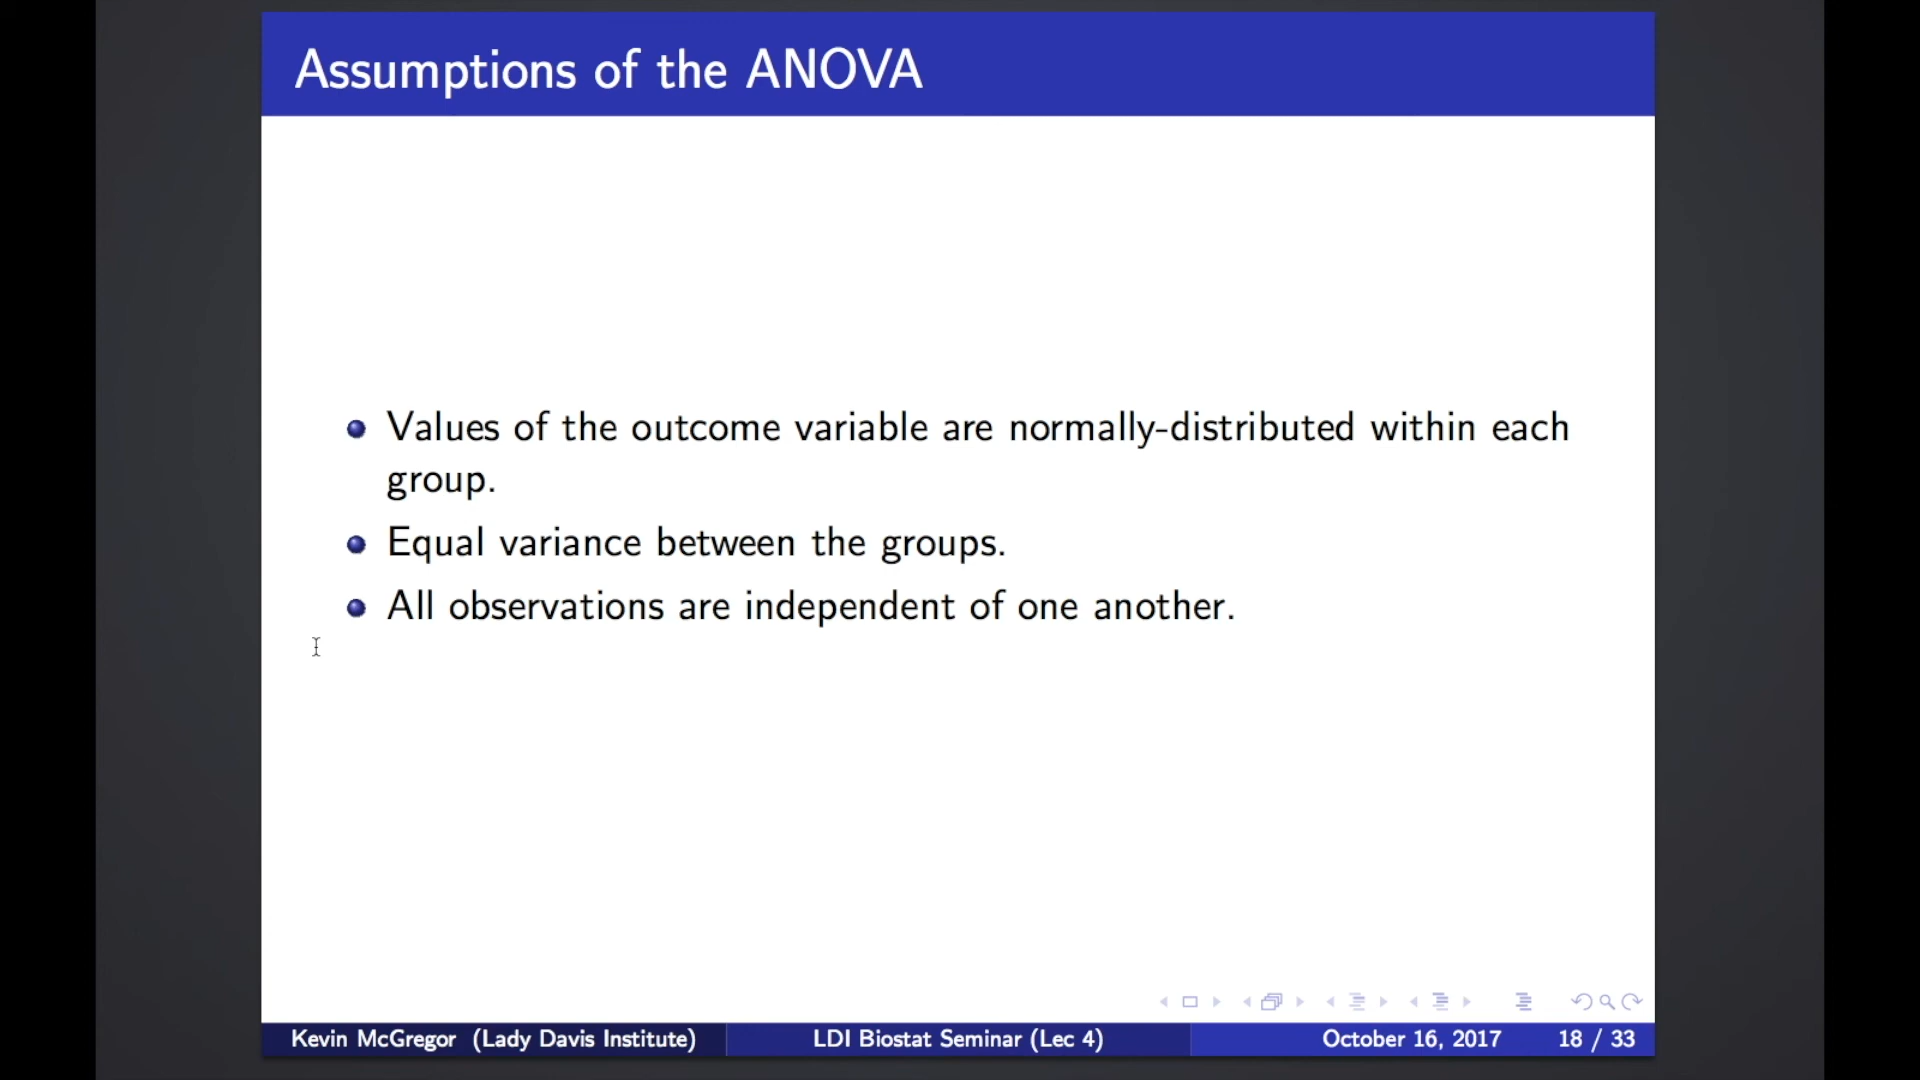 Assumptions of the ANOVA
Values of the outcome variable are normally-distributed within each
group.
Equal variance between the groups.
All observations are independent of one another.
Kevin McGregor (Lady Davis Institute) LDI Biostat Seminar (Lec 4) October 16, 2017 18 / 33